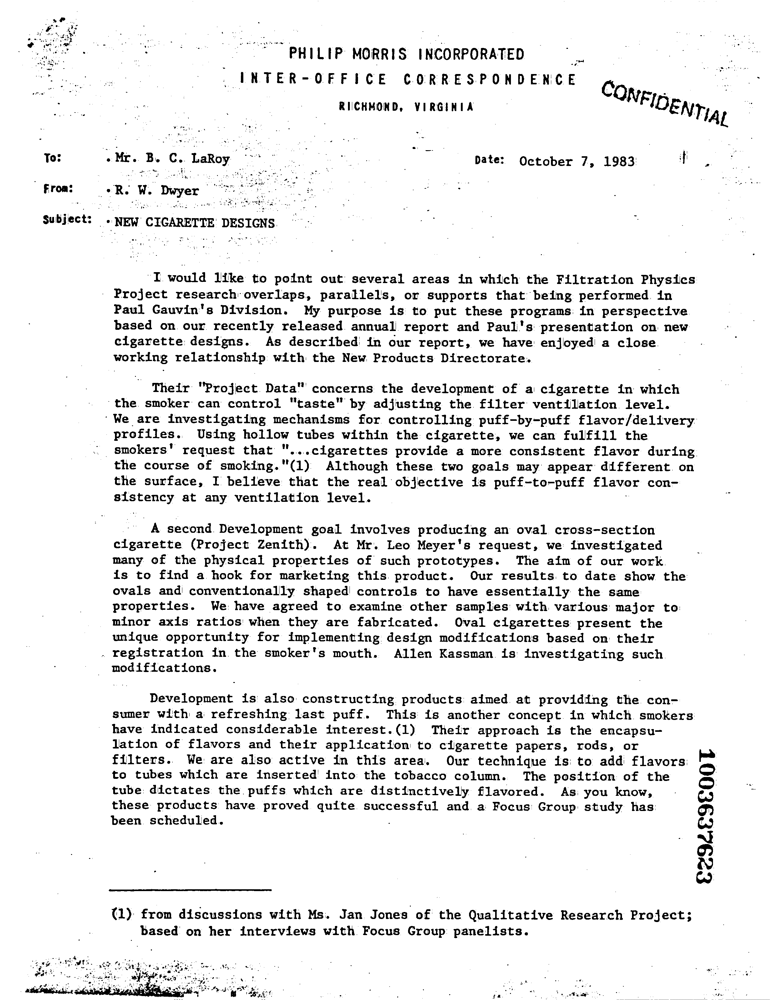 PHILIP MORRIS INCORPORATED
INTER-OFFICE CORRESPONDENCE
RICHMOND, VIRGINIA
CONFIDENTIAL
To: . Mr. B. C. LaRoy Date: October 7, 1983
From: . R. W. Dwyer
Subject: . NEW CIGARETTE DESIGNS
I would like to point out several areas in which the Filtration Physics
Project research overlaps, parallels, or supports that being performed in
Paul Gauvin's Division. My purpose is to put these programs in perspective
based on our recently released annual report and Paul's presentation on new
cigarette designs. As described in our report, we have enjoyed a close
working relationship with the New Products Directorate.
Their "Project Data" concerns the development of a cigarette in which
the smoker can control "taste" by adjusting the filter ventilation level.
We are investigating mechanisms for controlling puff-by-puff flavor/delivery
profiles. Using hollow tubes within the cigarette, we can fulfill the
smokers' request that "...cigarettes provide a more consistent flavor during
the course of smoking."(1) Although these two goals may appear different on
the surface, I believe that the real objective is puff-to-puff flavor con-
sistency at any ventilation level.
A second Development goal involves producing an oval cross-section
cigarette (Project Zenith). At Mr. Leo Meyer's request, we investigated
many of the physical properties of such prototypes. The aim of our work
is to find a hook for marketing this product. Our results to date show the
ovals and conventionally shaped controls to have essentially the same
properties. We have agreed to examine other samples with various major to
minor axis ratios when they are fabricated. Oval cigarettes present the
unique opportunity for implementing design modifications based on their
registration in the smoker's mouth. Allen Kassman is investigating such
modifications.
Development is also constructing products aimed at providing the con-
sumer with a refreshing last puff. This is another concept in which smokers
have indicated considerable interest.(1) Their approach is the encapsu-
lation of flavors and their application to cigarette papers, rods, or
filters. We are also active in this area. Our technique is to add flavors
to tubes which are inserted into the tobacco column. The position of the
tube dictates the puffs which are distinctively flavored. As you know,
these products have proved quite successful and a Focus Group study has
been scheduled.
(1) from discussions with Ms. Jan Jones of the Qualitative Research Project;
based on her interviews with Focus Group panelists.
1003637623